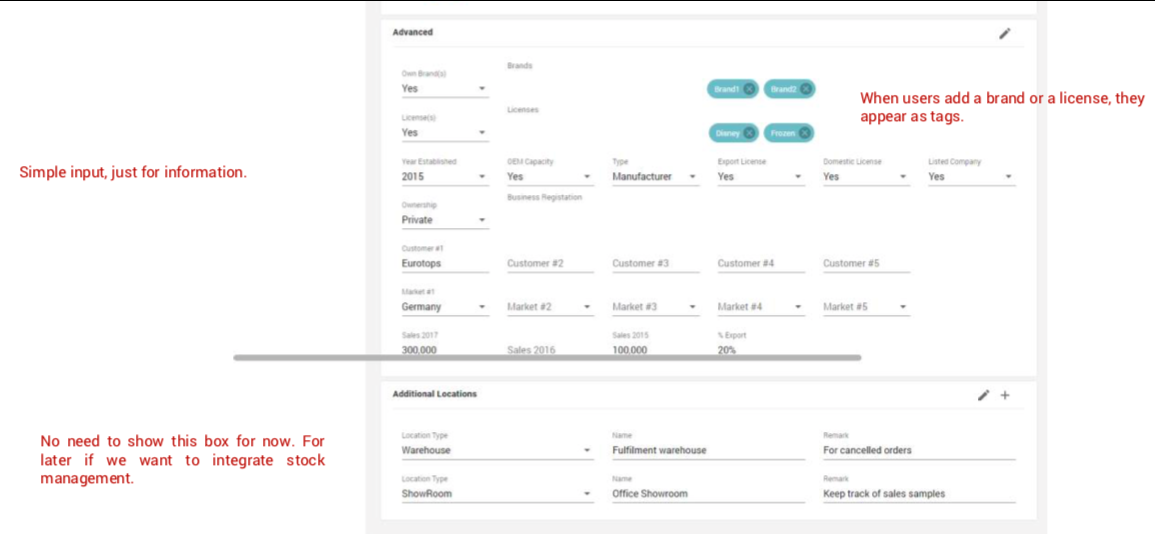 Advanced
Own Brand(s)
Yes
Brands
Brand1 Brand2
When users add a brand or a license, they
appear as tags.
License(s)
Yes
Licenses
Disney Frozen
Simple input, just for information.
Year Established OEM Capacity Type Export License Domestic License Listed Company
2015 Yes Manufacturer Yes Yes Yes
Ownership Business Registation
Private
Customer #1
Eurotops Customer #2 Customer #3 Customer #4 Customer #5
Market #1
Germany Market #2 Market #3 Market #4 Market #5
Sales 2017 Sales 2015 % Export
300,000 Sales 2016 100,000 20%
Additional Locations
No need to show this box for now. For
later if we want to integrate stock
management.
Location Type Name Remark
Warehouse Fulfilment warehouse For cancelled orders
Location Type Name Remark
ShowRoom Office Showroom Keep track of sales samples